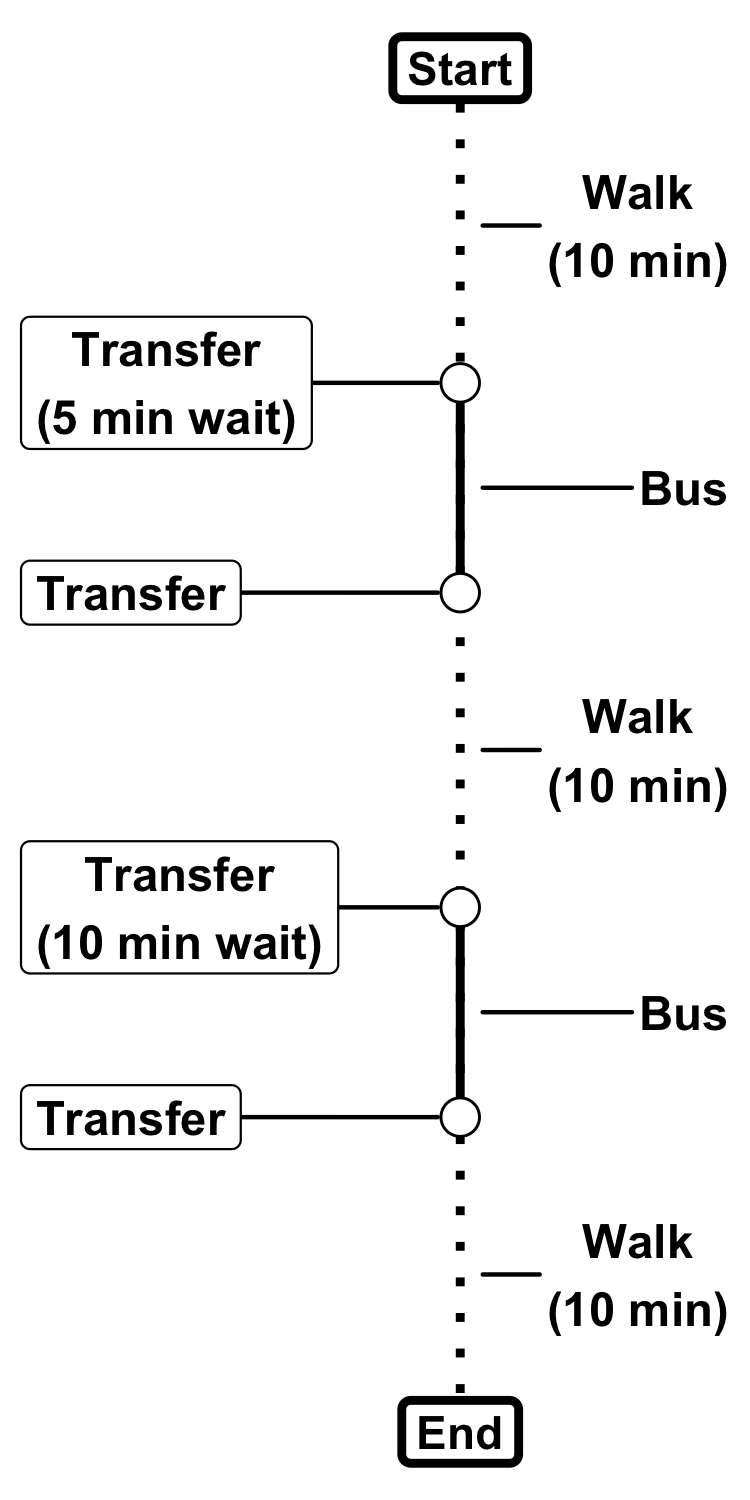 Start
Walk
(10 min)
Transfer
(5 min wait)
Bus
Transfer
Walk
(10 min)
Transfer
(10 min wait)
Bus
Transfer
Walk
(10 min)
End